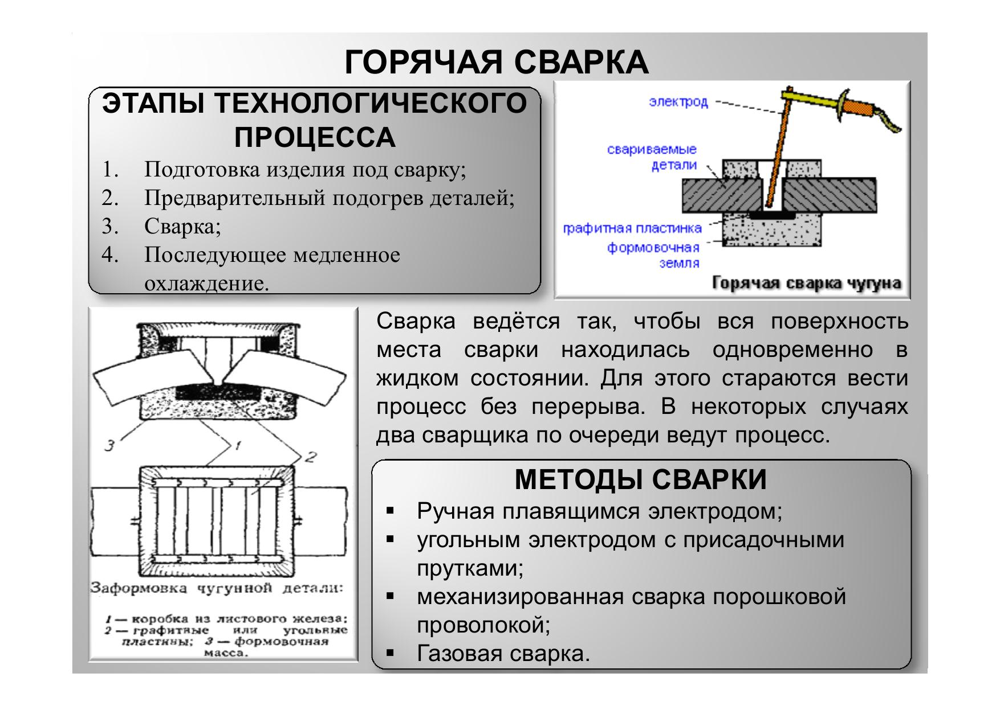 ГОРЯЧАЯ СВАРКА
ЭТАПЫ ТЕХНОЛОГИЧЕСКОГО
ПРОЦЕССА
1. Подготовка изделия под сварку;
2. Предварительный подогрев деталей;
3. Сварка;
4. Последующее медленное
охлаждение.
электрод
свариваемые
детали
графитная пластинка
формовочная
земля
Горячая сварка чугуна
3
1
2
Заформовка чугунной детали:
1 — коробка из листового железа;
2 — графитные или угольные
пластины; 3 — формовочная
масса.
Сварка ведётся так, чтобы вся поверхность
места сварки находилась одновременно в
жидком состоянии. Для этого стараются вести
процесс без перерыва. В некоторых случаях
два сварщика по очереди ведут процесс.
МЕТОДЫ СВАРКИ
▪ Ручная плавящимся электродом;
▪ угольным электродом с присадочными
прутками;
▪ механизированная сварка порошковой
проволокой;
▪ Газовая сварка.